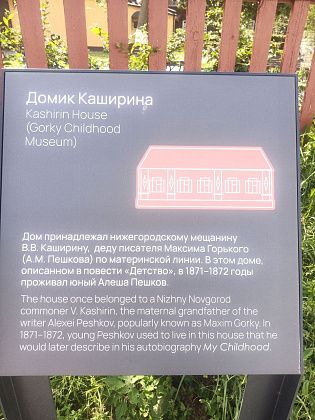 Домик Каширина
Kashirin House
(Gorky Childhood
Museum)
Дом принадлежал нижегородскому мещанину
В.В. Каширину, деду писателя Максима Горького
(А.М. Пешкова) по материнской линии. В этом доме,
описанном в повести «Детство», в 1871–1872 годы
проживал юный Алеша Пешков.
The house once belonged to a Nizhny Novgorod
commoner V. Kashirin, the maternal grandfather of the
writer Alexei Peshkov, popularly known as Maxim Gorky. In
1871–1872, young Peshkov used to live in this house that he
would later describe in his autobiography My Childhood.